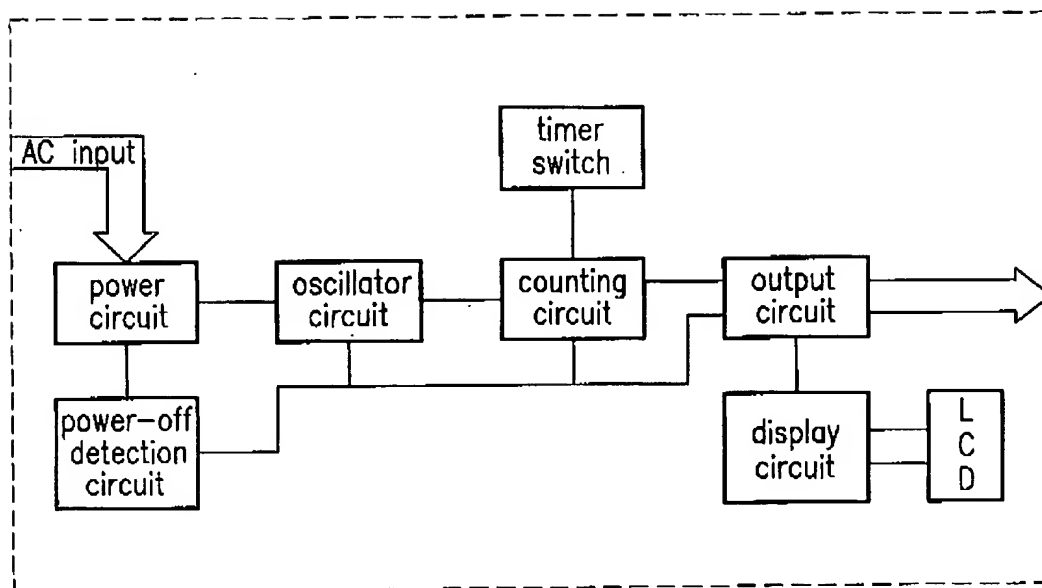 AC input
timer
switch
power
circuit
oscillator
circuit
counting
circuit
output
circuit
power-off
detection
circuit
display
circuit
L
C
D